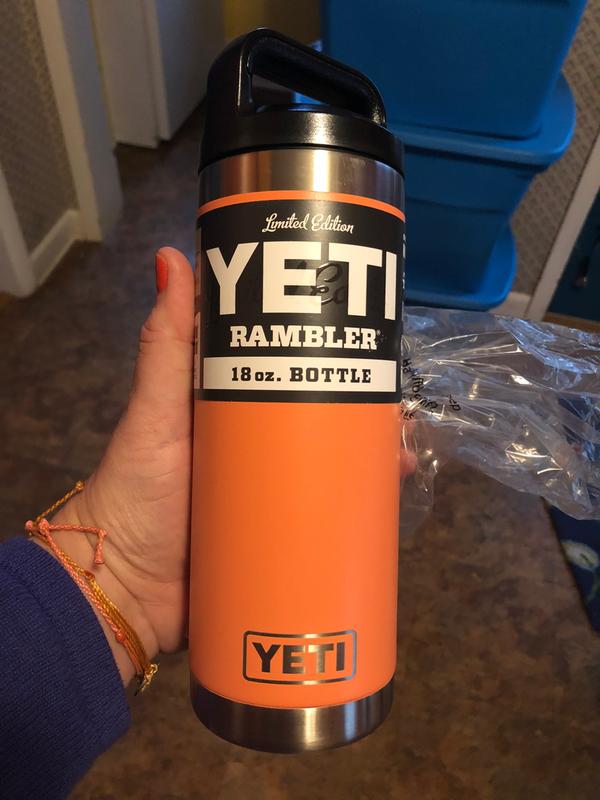 Limited Edition
YETI
RAMBLER®
18 oz. BOTTLE
YETI